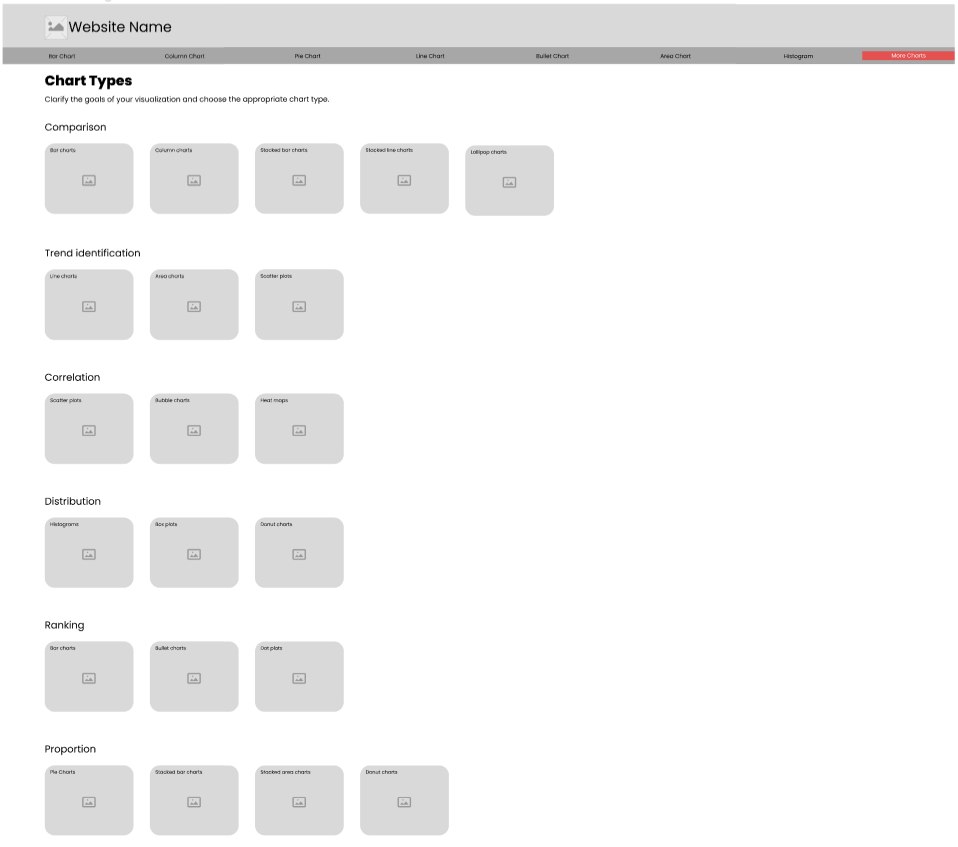 Website Name
Bar Chart
Column Chart
Pie Chart
Line Chart
Bullet Chart
Area Chart
Histogram
More Charts
Chart Types
Clarify the goals of your visualization and choose the appropriate chart type.
Comparison
Bar charts
Column charts
Stacked bar charts
Stacked line charts
Lollipop charts
Trend identification
Line charts
Area charts
Scatter plots
Correlation
Scatter plots
Bubble charts
Heat maps
Distribution
Histograms
Box plots
Donut charts
Ranking
Bar charts
Bullet charts
Dot plots
Proportion
Pie Charts
Stacked bar charts
Stacked area charts
Donut charts